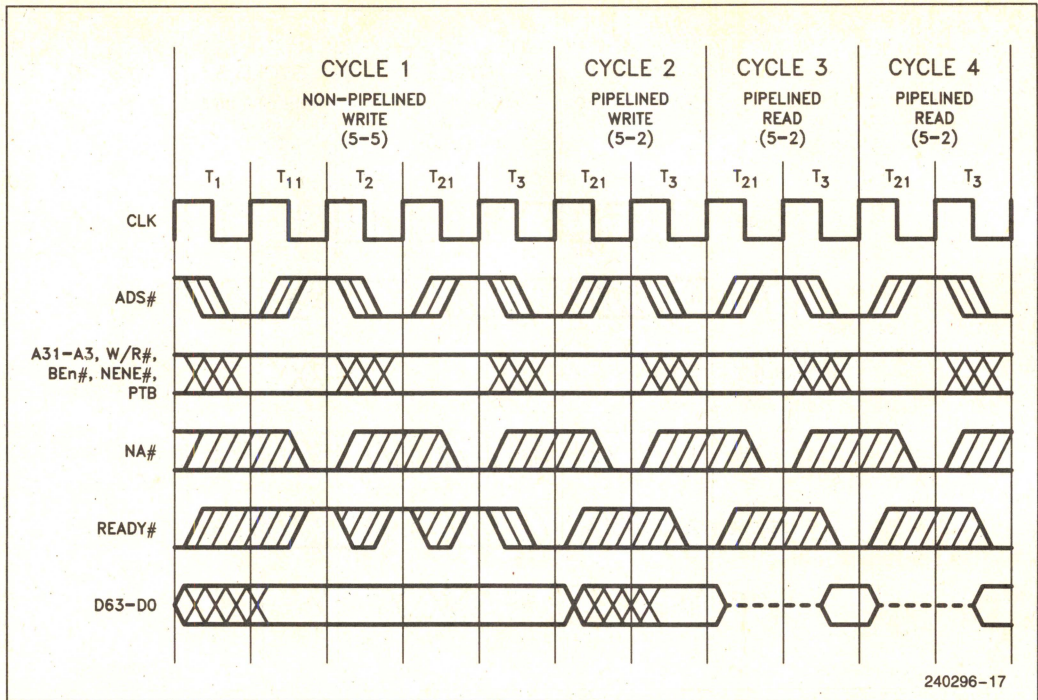 CYCLE 1
NON-PIPELINED
WRITE
(5-5)
CYCLE 2
PIPELINED
WRITE
(5-2)
CYCLE 3
PIPELINED
READ
(5-2)
CYCLE 4
PIPELINED
READ
(5-2)
T1 T11 T2 T21 T3 T21 T3 T21 T3 T21 T3
CLK
ADS#
A31-A3, W/R#,
BEn#, NENE#,
PTB
NA#
READY#
D63-D0
240296-17